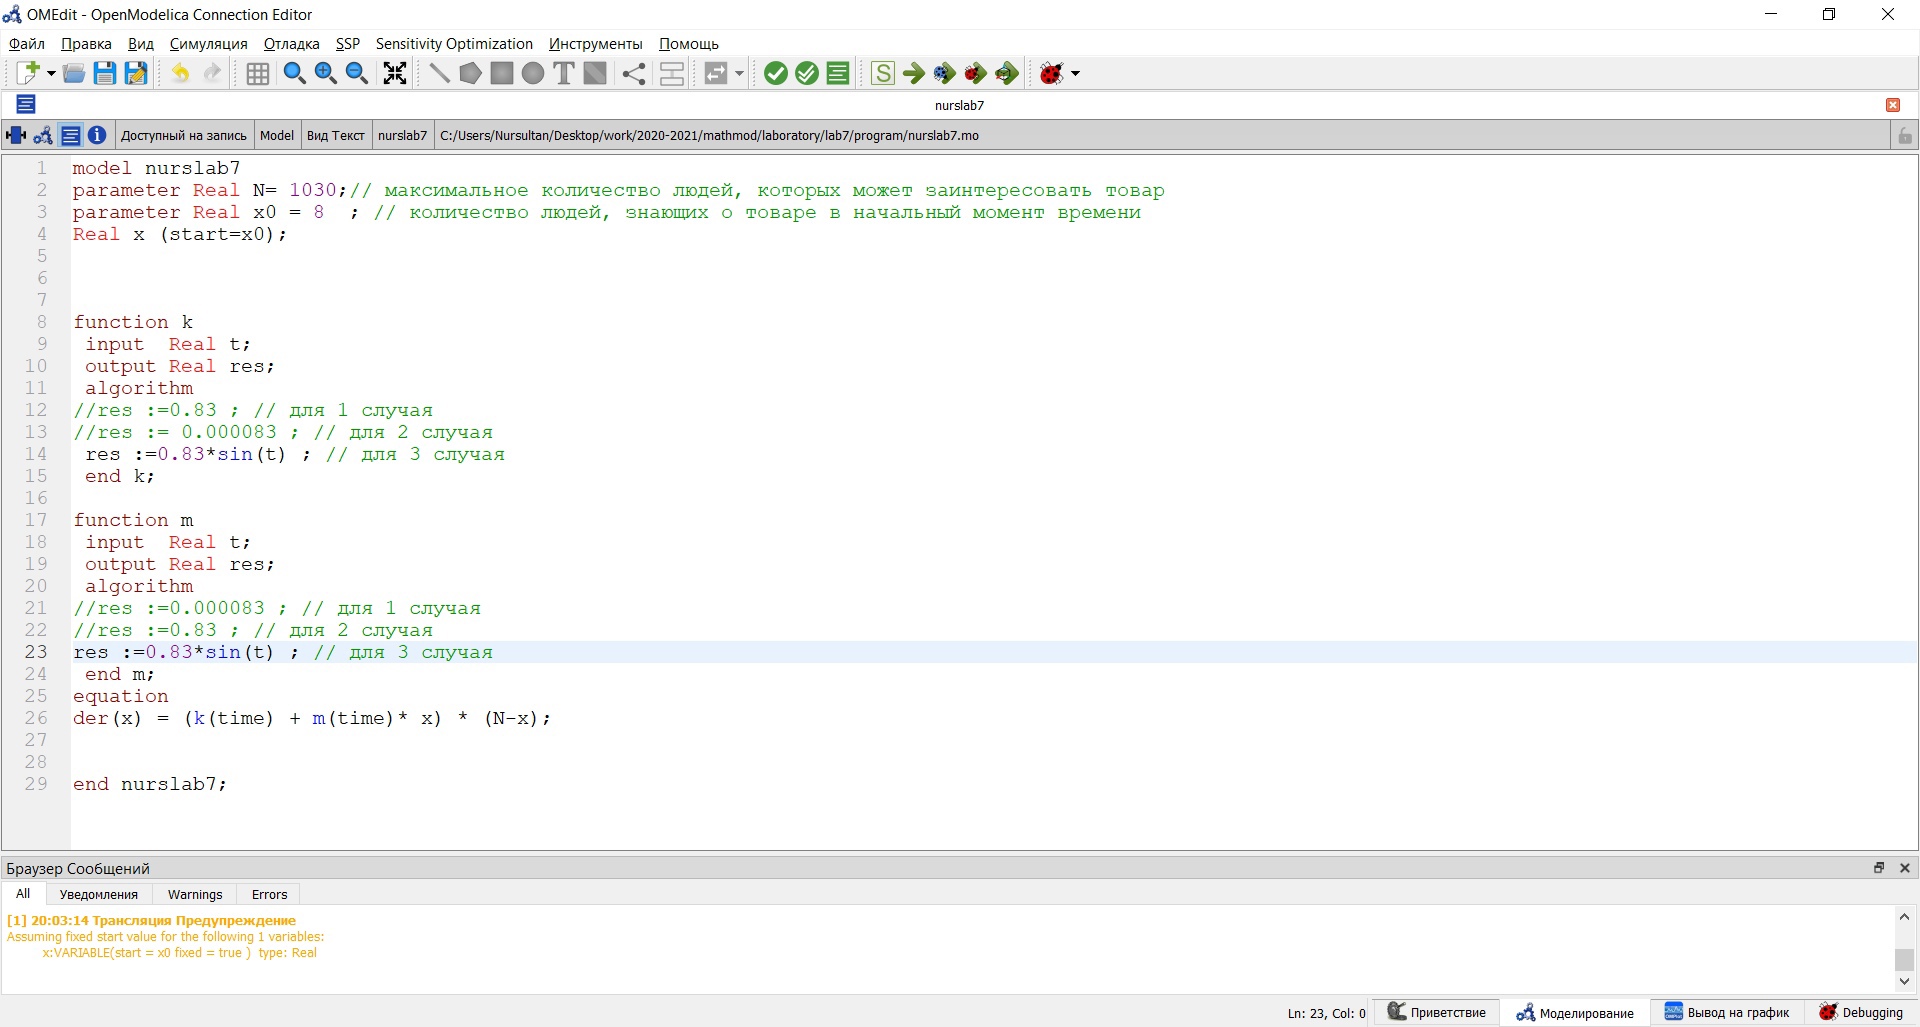 OMEdit - OpenModelica Connection Editor
Файл Правка Вид Симуляция Отладка SSP Sensitivity Optimization Инструменты Помощь
nurslab7
Доступный на запись Model Вид Текст nurslab7 C:/Users/Nursultan/Desktop/work/2020-2021/mathmod/laboratory/lab7/program/nurslab7.mo
1 model nurslab7
2 parameter Real N= 1030;// максимальное количество людей, которых может заинтересовать товар
3 parameter Real x0 = 8  ; // количество людей, знающих о товаре в начальный момент времени
4 Real x (start=x0);
5
6
7
8 function k
9  input  Real t;
10  output Real res;
11  algorithm
12 //res :=0.83 ; // для 1 случая
13 //res := 0.000083 ; // для 2 случая
14  res :=0.83*sin(t) ; // для 3 случая
15  end k;
16
17 function m
18  input  Real t;
19  output Real res;
20  algorithm
21 //res :=0.000083 ; // для 1 случая
22 //res :=0.83 ; // для 2 случая
23 res :=0.83*sin(t) ; // для 3 случая
24  end m;
25 equation
26 der(x) = (k(time) + m(time)* x) * (N-x);
27
28
29 end nurslab7;
Браузер Сообщений
All Уведомления Warnings Errors
[1] 20:03:14 Трансляция Предупреждение
Assuming fixed start value for the following 1 variables:
x:VARIABLE(start = x0 fixed = true )  type: Real
Ln: 23, Col: 0 Приветствие Моделирование Вывод на график Debugging